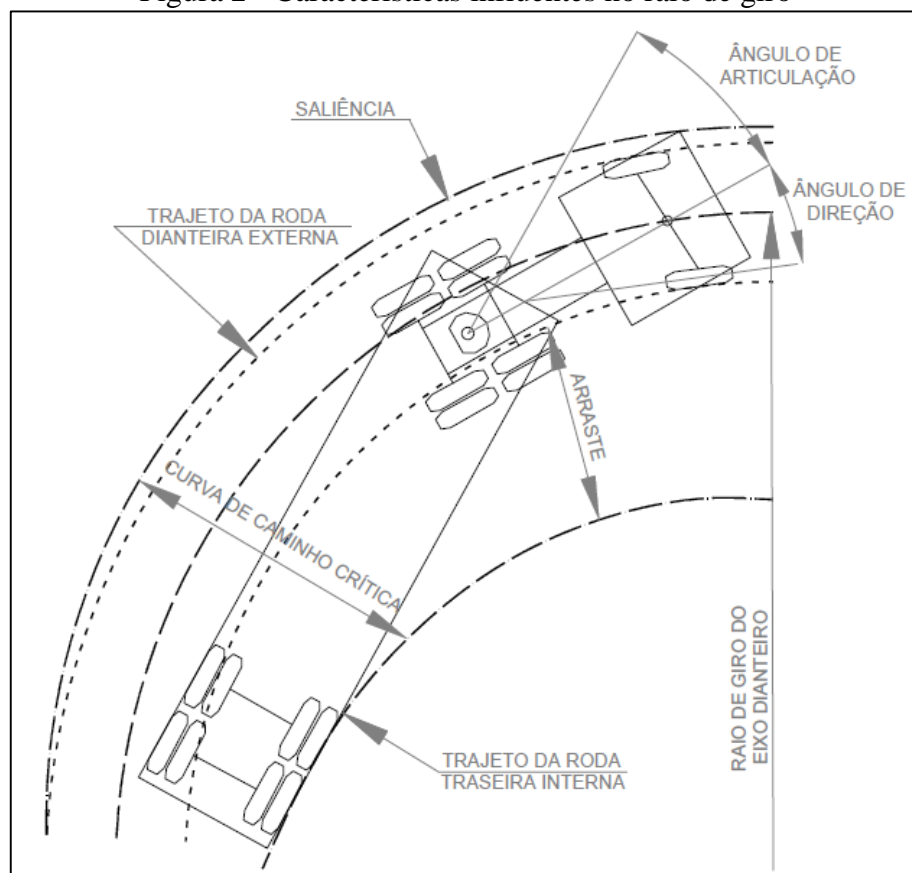 Figura 2 – Características influentes no raio de giro
ÂNGULO DE
ARTICULAÇÃO
SALIÊNCIA
ÂNGULO DE
DIREÇÃO
TRAJETO DA RODA
DIANTEIRA EXTERNA
ARRASTE
CURVA DE CAMINHO CRÍTICA
RAIO DE GIRO DO
EIXO DIANTEIRO
TRAJETO DA RODA
TRASEIRA INTERNA